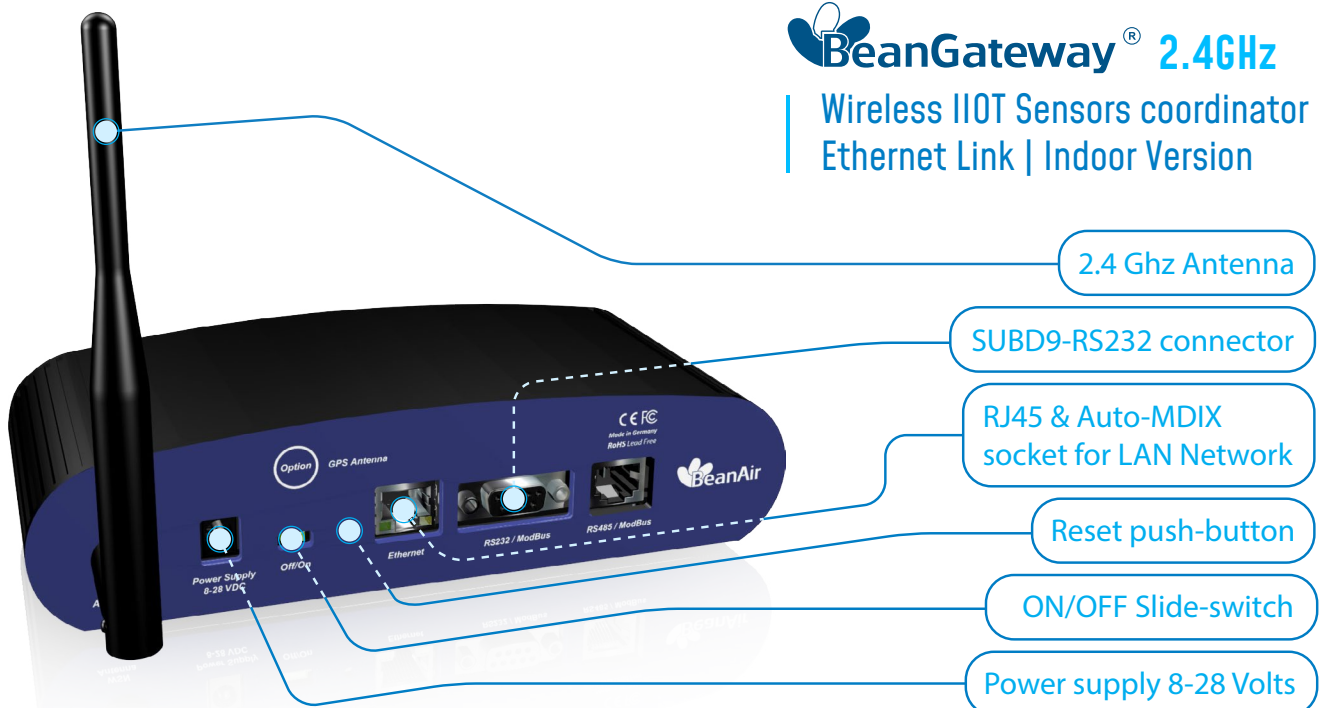 BeanGateway® 2.4GHz
Wireless IIOT Sensors coordinator
Ethernet Link | Indoor Version
2.4 Ghz Antenna
SUBD9-RS232 connector
RJ45 & Auto-MDIX
socket for LAN Network
Reset push-button
ON/OFF Slide-switch
Power supply 8-28 Volts
CE FC
Made in Germany
RoHS Lead Free
Option
GPS Antenna
BeanAir
Power Supply
8-28 VDC
Off/On
Ethernet
RS232 / ModBus
RS485 / ModBus